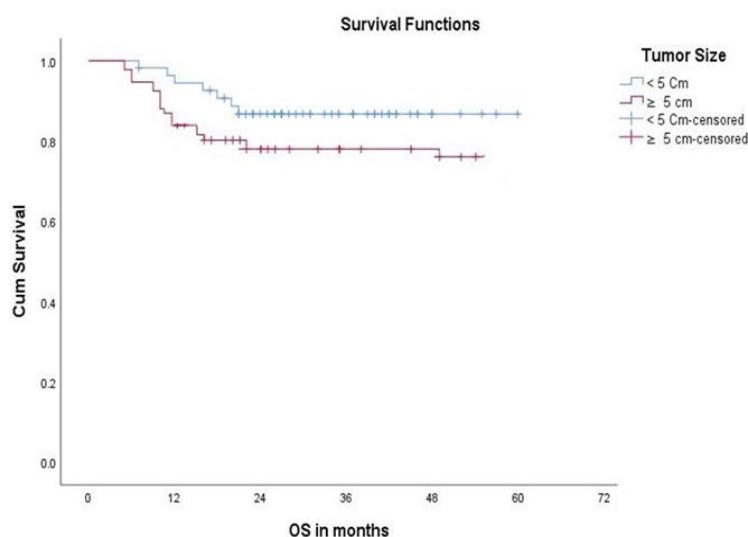 Survival Functions
Tumor Size
< 5 Cm
≥ 5 cm
< 5 Cm-censored
≥ 5 cm-censored
Cum Survival
1.0
0.8
0.6
0.4
0.2
0.0
0 12 24 36 48 60 72
OS in months